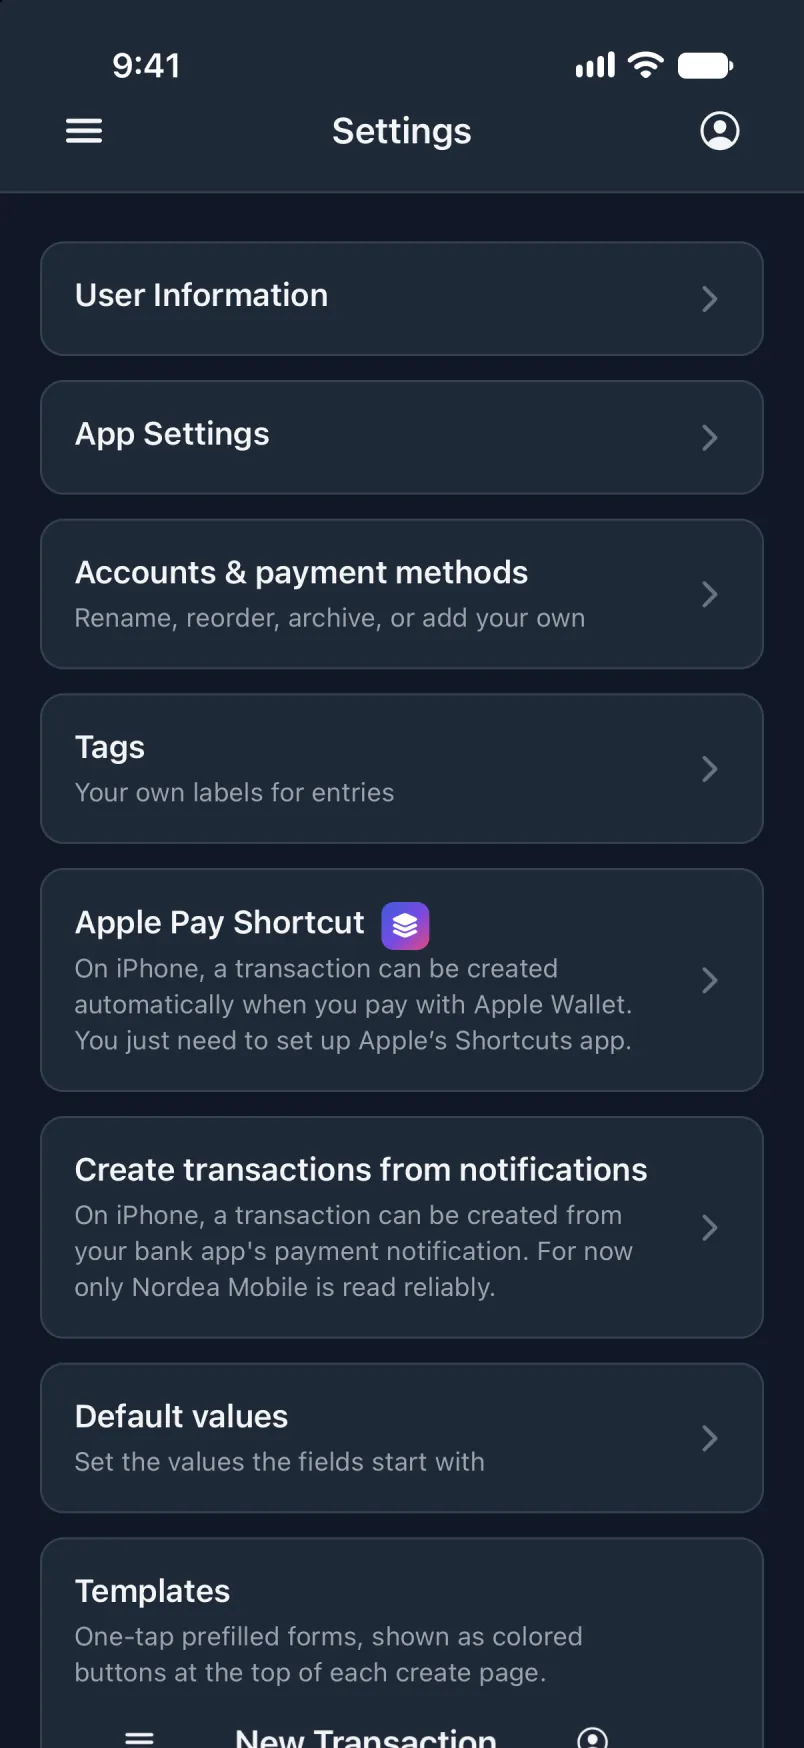 9:41
Settings
User Information
App Settings
Accounts & payment methods
Rename, reorder, archive, or add your own
Tags
Your own labels for entries
Apple Pay Shortcut
On iPhone, a transaction can be created
automatically when you pay with Apple Wallet.
You just need to set up Apple’s Shortcuts app.
Create transactions from notifications
On iPhone, a transaction can be created from
your bank app's payment notification. For now
only Nordea Mobile is read reliably.
Default values
Set the values the fields start with
Templates
One-tap prefilled forms, shown as colored
buttons at the top of each create page.
New Transaction